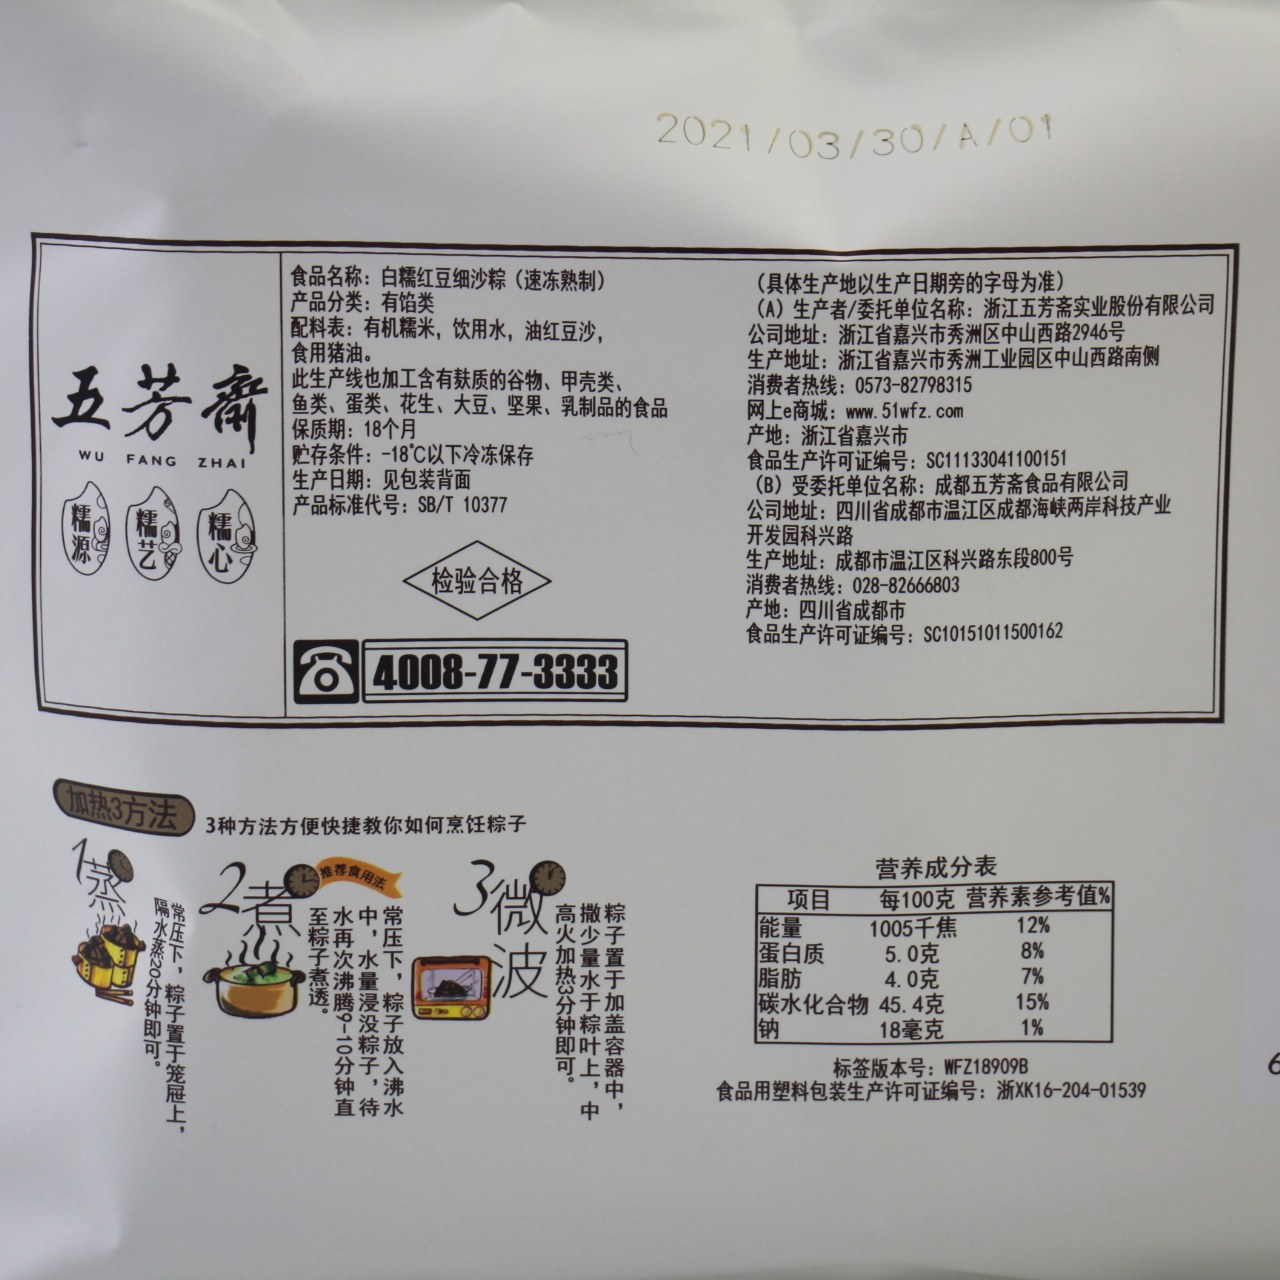 2021/03/30/A/01
五芳斋
WU FANG ZHAI
糯源
糯艺
糯心
食品名称：白糯红豆细沙粽（速冻熟制）
产品分类：有馅类
配料表：有机糯米，饮用水，油红豆沙，
食用猪油。
此生产线也加工含有麸质的谷物、甲壳类、
鱼类、蛋类、花生、大豆、坚果、乳制品的食品
保质期：18个月
贮存条件：-18℃以下冷冻保存
生产日期：见包装背面
产品标准代号：SB/T 10377
检验合格
4008-77-3333
（具体生产地以生产日期旁的字母为准）
（A）生产者/委托单位名称：浙江五芳斋实业股份有限公司
公司地址：浙江省嘉兴市秀洲区中山西路2946号
生产地址：浙江省嘉兴市秀洲工业园区中山西路南侧
消费者热线：0573-82798315
网上e商城：www.51wfz.com
产地：浙江省嘉兴市
食品生产许可证编号：SC11133041100151
（B）受委托单位名称：成都五芳斋食品有限公司
公司地址：四川省成都市温江区成都海峡两岸科技产业
开发园科兴路
生产地址：成都市温江区科兴路东段800号
消费者热线：028-82666803
产地：四川省成都市
食品生产许可证编号：SC10151011500162
加热3方法
3种方法方便快捷教你如何烹饪粽子
1蒸
常压下，粽子置于笼屉上，
隔水蒸20分钟即可。
2煮
推荐食用法
常压下，粽子放入沸水
中，水量浸没粽子，待
水再次沸腾9-10分钟直
至粽子煮透。
3微波
粽子置于加盖容器中，
撒少量水于粽叶上，中
高火加热3分钟即可。
营养成分表
项目 每100克 营养素参考值%
能量 1005千焦 12%
蛋白质 5.0克 8%
脂肪 4.0克 7%
碳水化合物 45.4克 15%
钠 18毫克 1%
标签版本号：WFZ18909B
食品用塑料包装生产许可证编号：浙XK16-204-01539
6